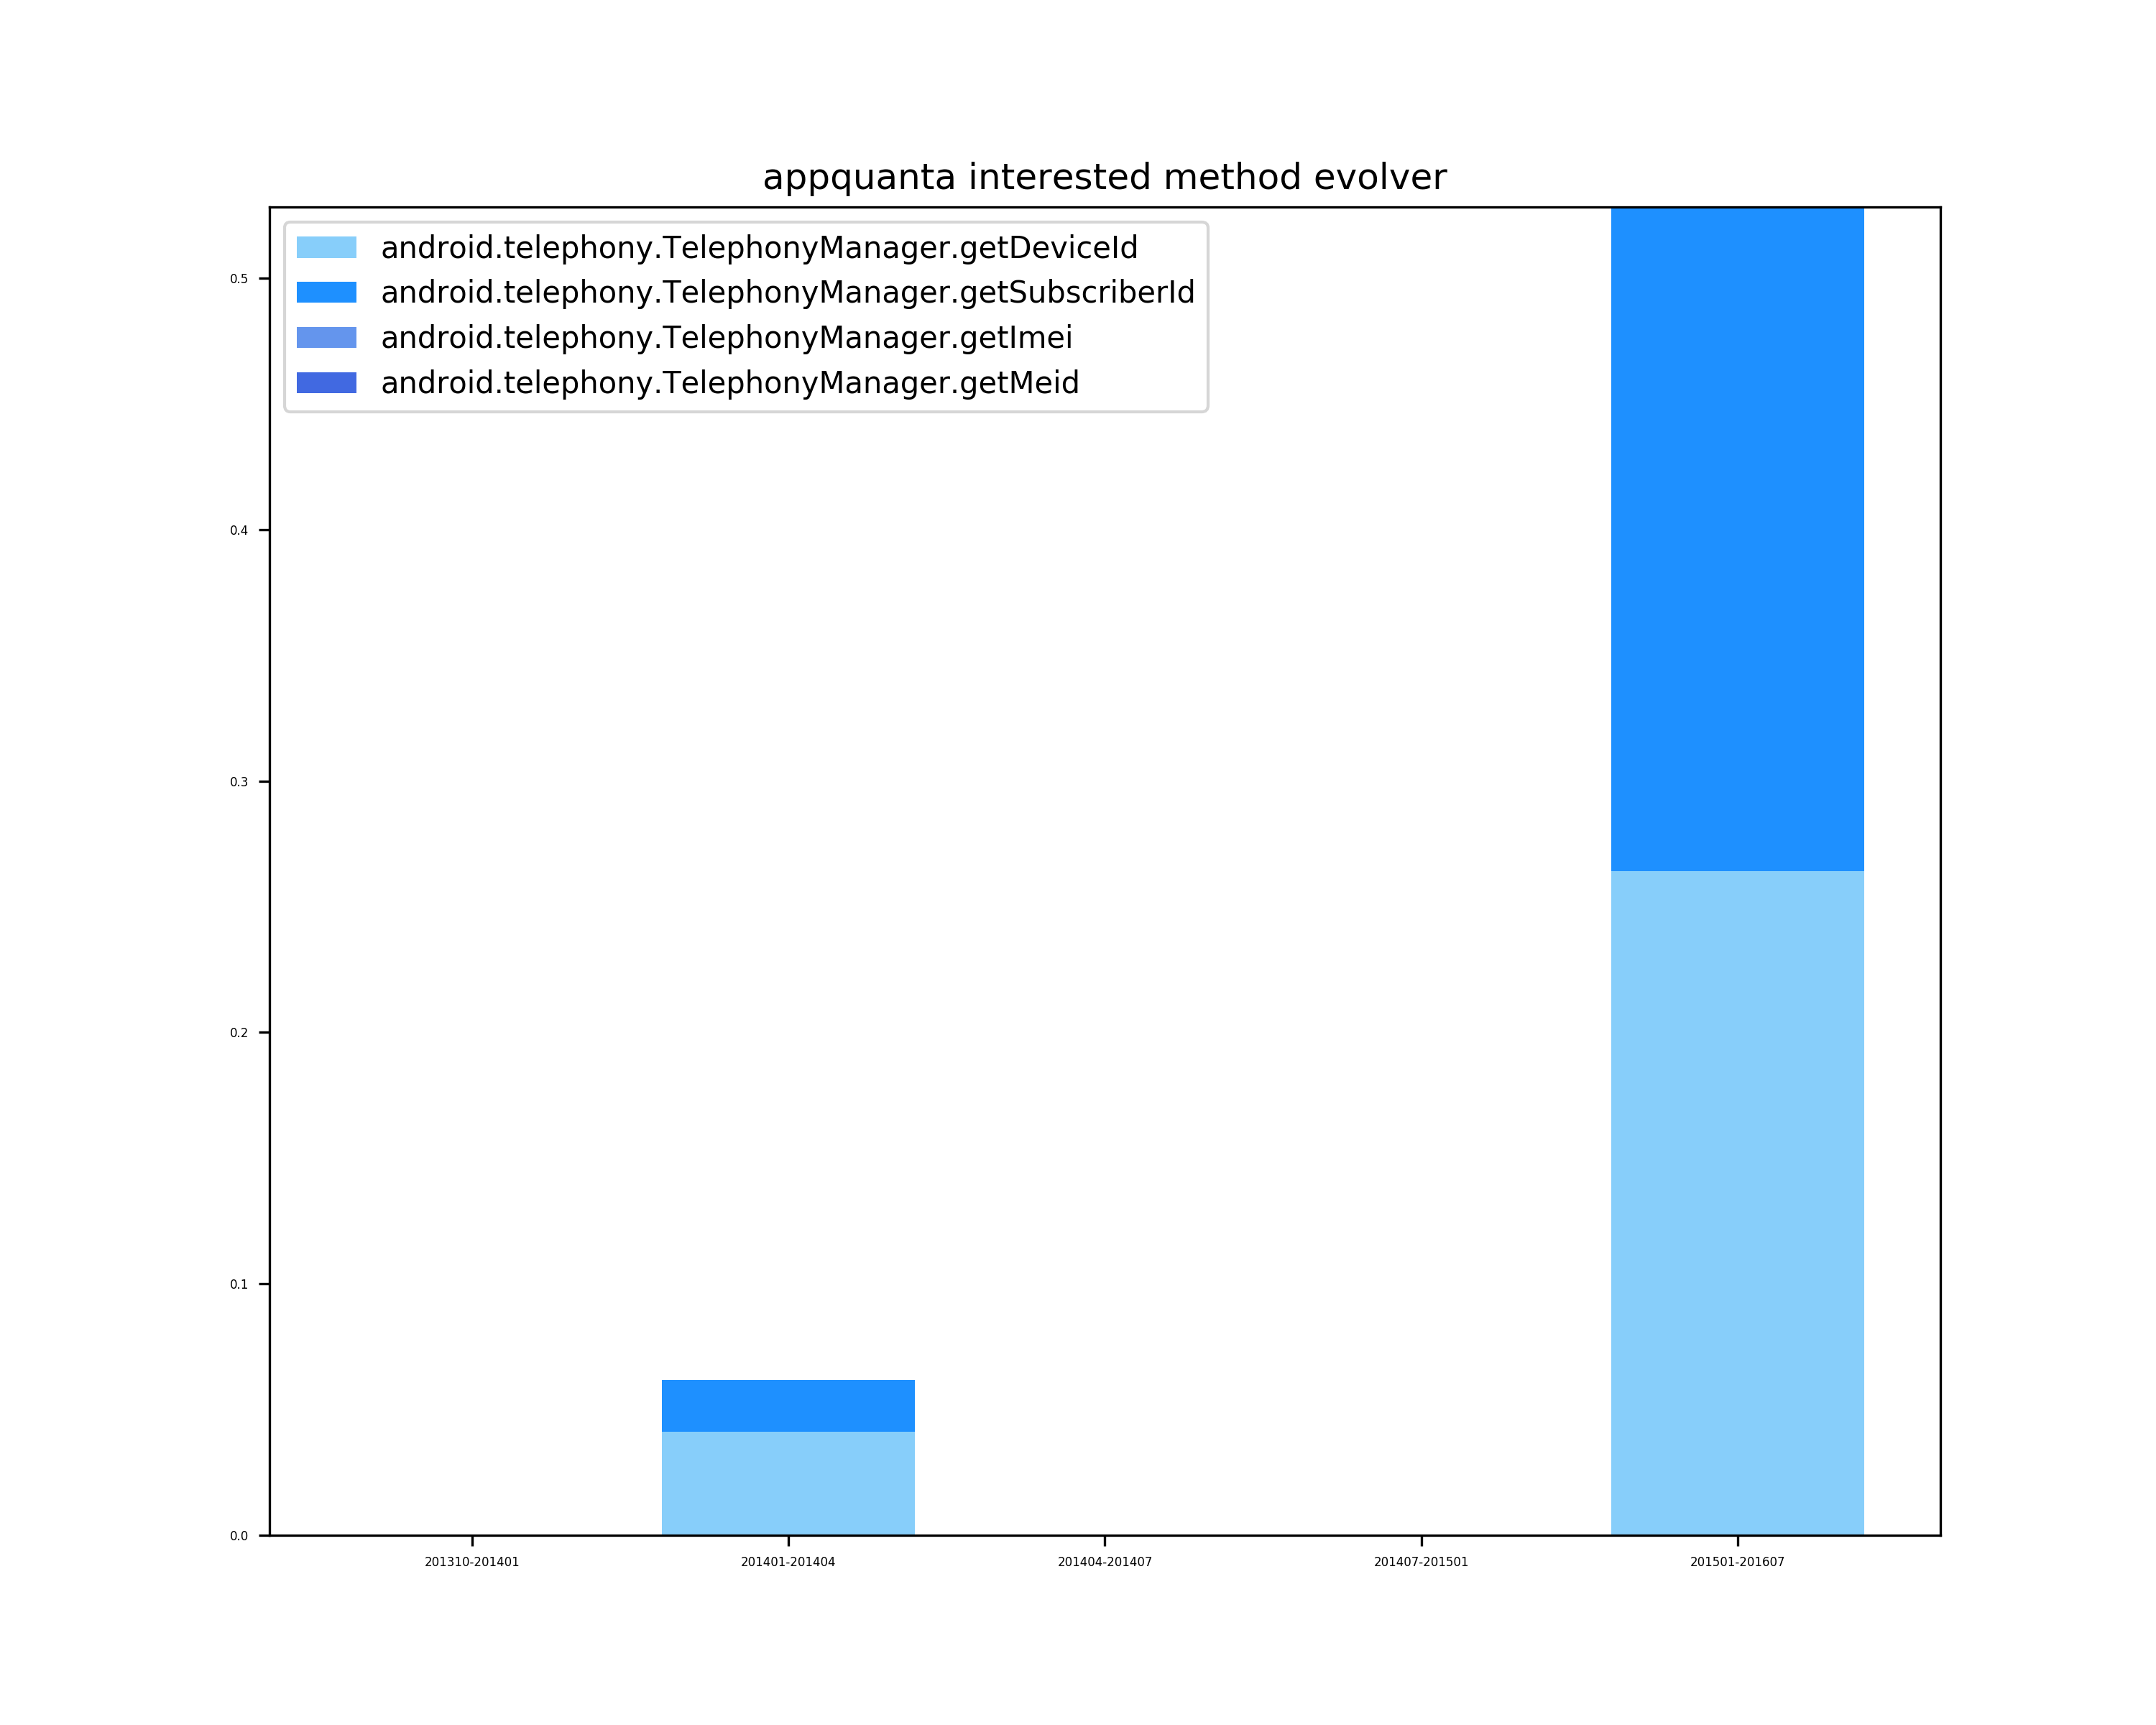 appquanta interested method evolver
android.telephony.TelephonyManager.getDeviceId
android.telephony.TelephonyManager.getSubscriberId
android.telephony.TelephonyManager.getImei
android.telephony.TelephonyManager.getMeid
0.5
0.4
0.3
0.2
0.1
0.0
201310-201401 201401-201404 201404-201407 201407-201501 201501-201607